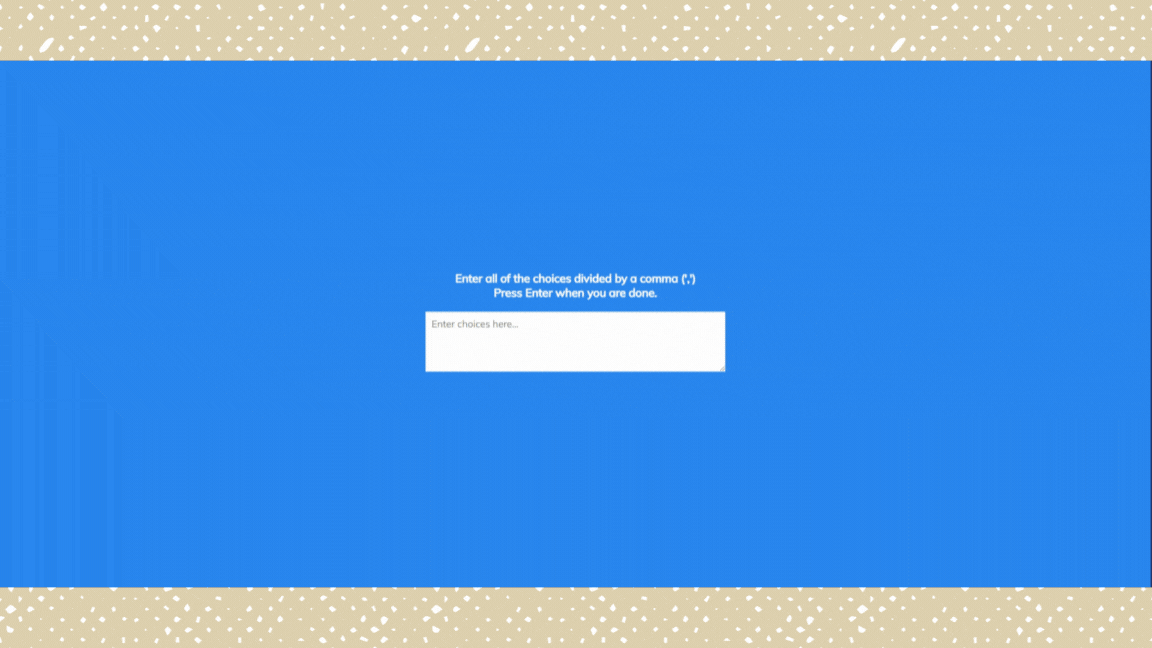 Enter all of the choices divided by a comma (',')
Press Enter when you are done.
Enter choices here...